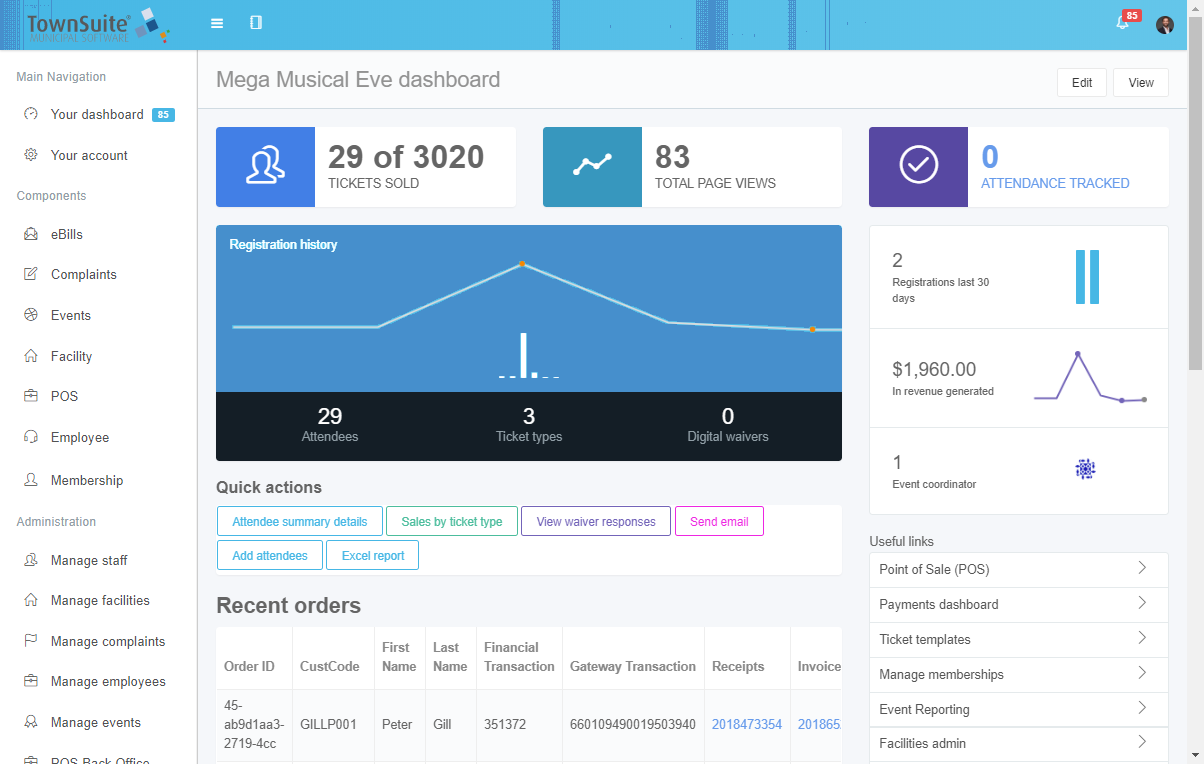 TownSuite
MUNICIPAL SOFTWARE
85
Main Navigation
Your dashboard 85
Your account
Components
eBills
Complaints
Events
Facility
POS
Employee
Membership
Administration
Manage staff
Manage facilities
Manage complaints
Manage employees
Manage events
POS Back Office
Mega Musical Eve dashboard
Edit
View
29 of 3020
TICKETS SOLD
83
TOTAL PAGE VIEWS
0
ATTENDANCE TRACKED
Registration history
29
Attendees
3
Ticket types
0
Digital waivers
2
Registrations last 30
days
$1,960.00
In revenue generated
1
Event coordinator
Quick actions
Attendee summary details
Sales by ticket type
View waiver responses
Send email
Add attendees
Excel report
Recent orders
Order ID
CustCode
First
Name
Last
Name
Financial
Transaction
Gateway Transaction
Receipts
Invoice
45-
ab9d1aa3-
2719-4cc
GILLP001
Peter
Gill
351372
660109490019503940
2018473354
201865
Useful links
Point of Sale (POS)
Payments dashboard
Ticket templates
Manage memberships
Event Reporting
Facilities admin